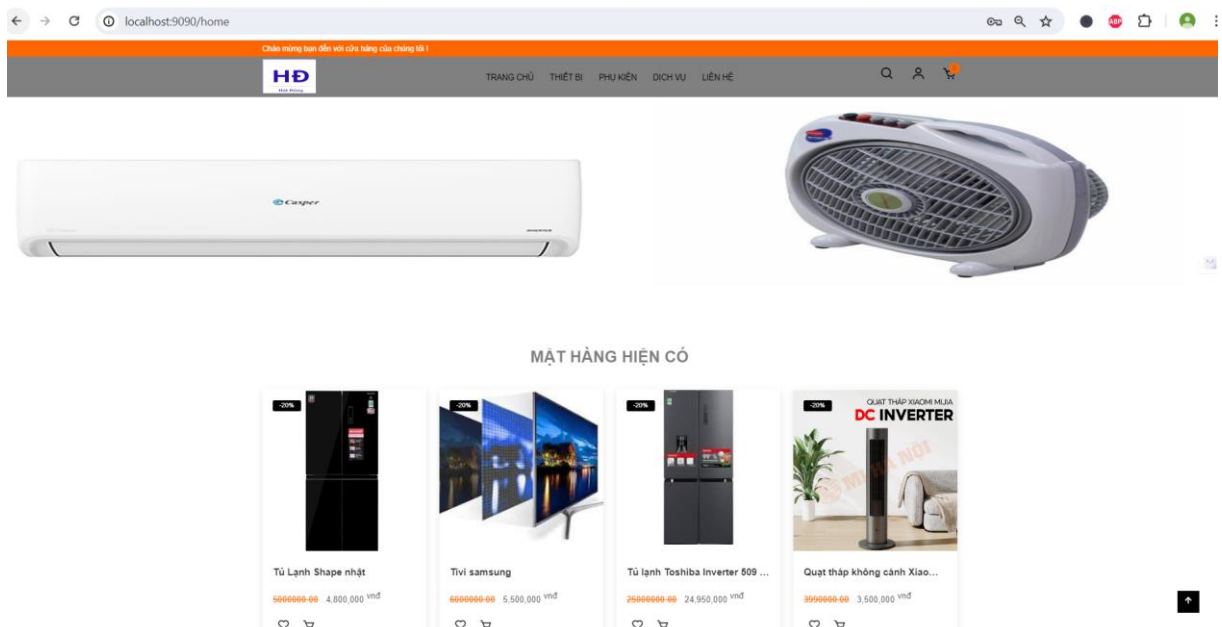 localhost:9090/home
ABP
Chào mừng bạn đến với cửa hàng của chúng tôi !
HĐ
TRANG CHỦ THIẾT BỊ PHỤ KIỆN DỊCH VỤ LIÊN HỆ
Casper
MẶT HÀNG HIỆN CÓ
-20%
-20%
-20%
-20%
QUẠT THÁP XIAOMI MIJIA
DC INVERTER
MI HÀ NỘI
Tủ Lạnh Shape nhật
Tivi samsung
Tủ lạnh Toshiba Inverter 509 ...
Quạt tháp không cánh Xiao...
5000000.00 4,800,000 vnđ
6000000.00 5,500,000 vnđ
25000000.00 24,950,000 vnđ
3990000.00 3,500,000 vnđ